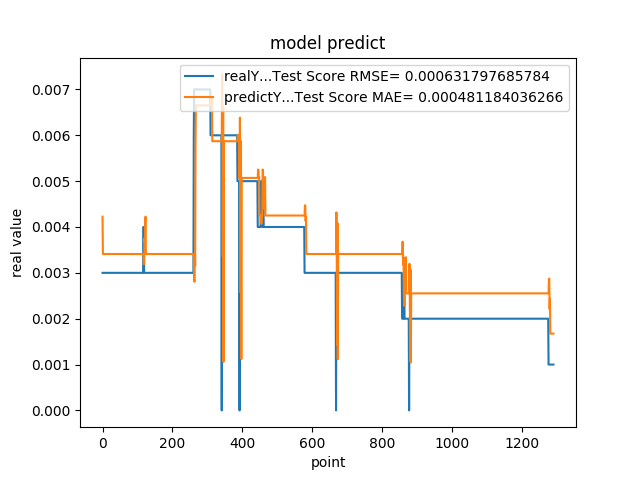 model predict
realY...Test Score RMSE= 0.000631797685784
predictY...Test Score MAE= 0.000481184036266
0.007
0.006
0.005
0.004
0.003
0.002
0.001
0.000
real value
0 200 400 600 800 1000 1200
point